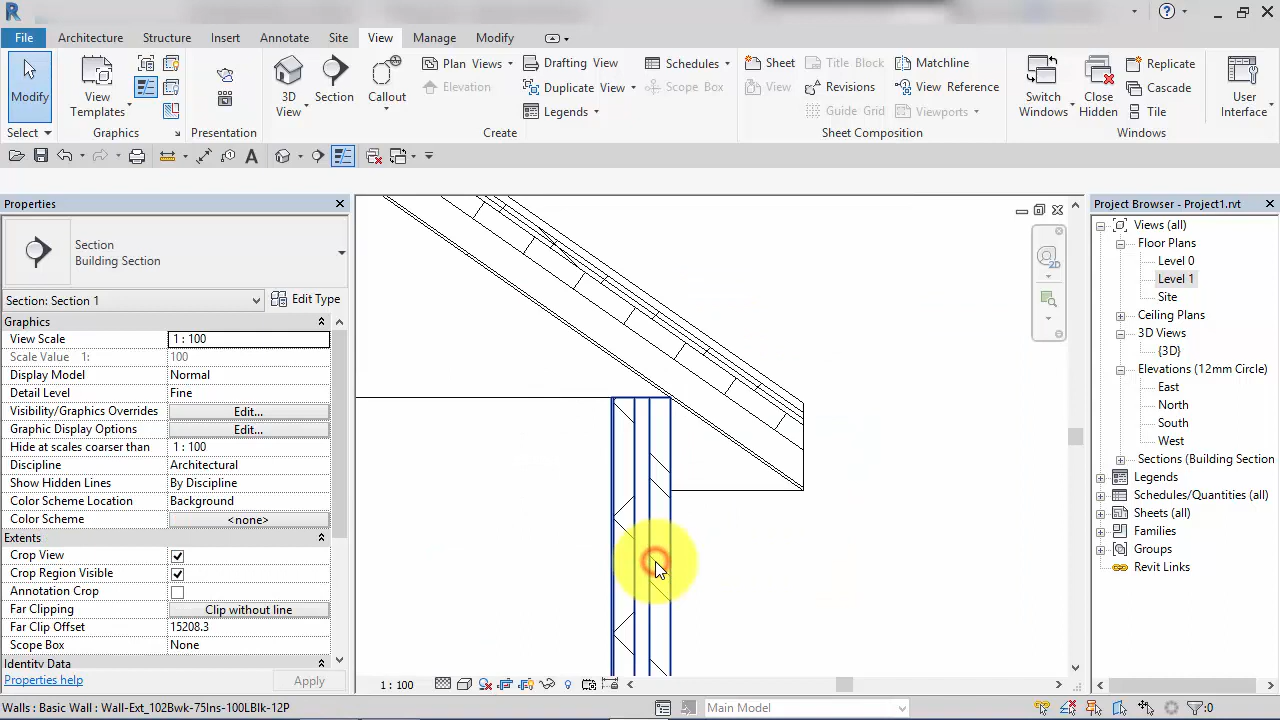 File Architecture Structure Insert Annotate Site View Manage Modify
Modify
Select
View Templates
Graphics
Presentation
3D View
Section
Callout
Plan Views
Elevation
Drafting View
Duplicate View
Legends
Schedules
Scope Box
Create
Sheet
View
Title Block
Revisions
Guide Grid
Matchline
View Reference
Viewports
Sheet Composition
Switch Windows
Close Hidden
Replicate
Cascade
Tile
Windows
User Interface
Properties
Section
Building Section
Section: Section 1
Edit Type
Graphics
View Scale 1 : 100
Scale Value 1: 100
Display Model Normal
Detail Level Fine
Visibility/Graphics Overrides Edit...
Graphic Display Options Edit...
Hide at scales coarser than 1 : 100
Discipline Architectural
Show Hidden Lines By Discipline
Color Scheme Location Background
Color Scheme <none>
Extents
Crop View
Crop Region Visible
Annotation Crop
Far Clipping Clip without line
Far Clip Offset 15208.3
Scope Box None
Identity Data
Properties help
Apply
2D
1 : 100
Project Browser - Project1.rvt
Views (all)
Floor Plans
Level 0
Level 1
Site
Ceiling Plans
3D Views
{3D}
Elevations (12mm Circle)
East
North
South
West
Sections (Building Section
Legends
Schedules/Quantities (all)
Sheets (all)
Families
Groups
Revit Links
Walls : Basic Wall : Wall-Ext_102Bwk-75Ins-100LBlk-12P
Main Model
:0